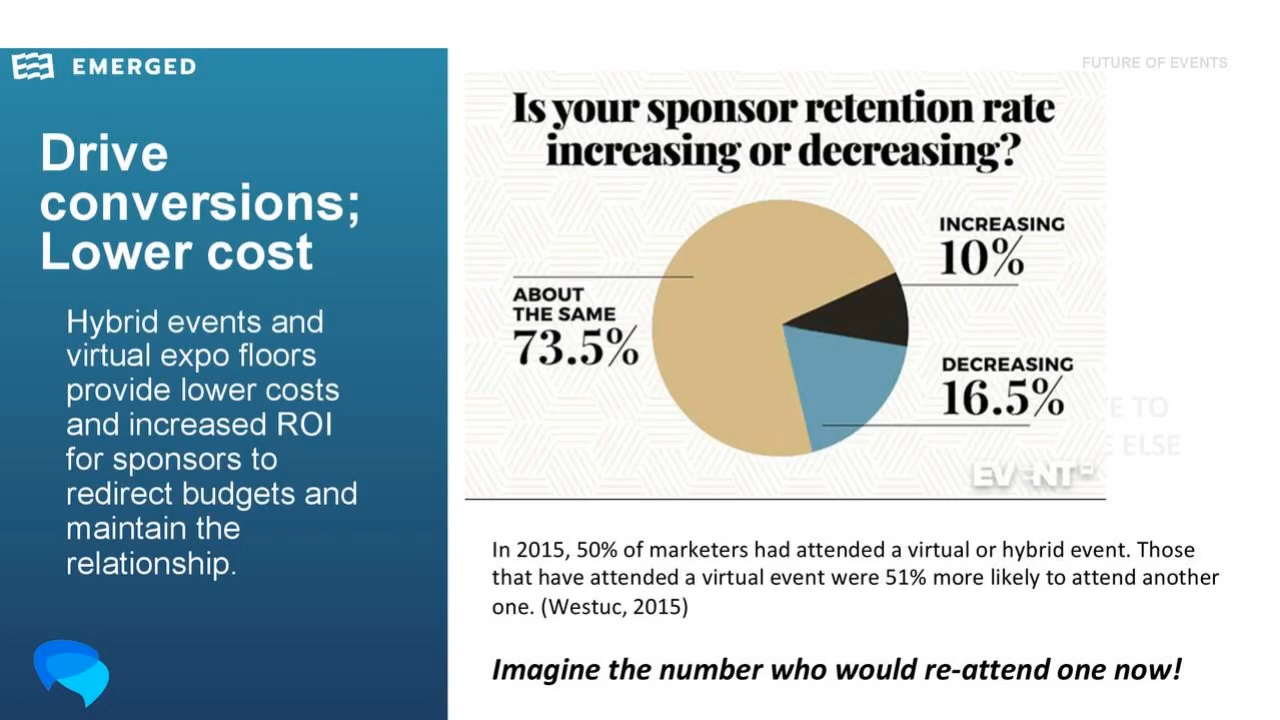 EMERGED
FUTURE OF EVENTS
Drive
conversions;
Lower cost
Hybrid events and
virtual expo floors
provide lower costs
and increased ROI
for sponsors to
redirect budgets and
maintain the
relationship.
Is your sponsor retention rate
increasing or decreasing?
INCREASING
10%
ABOUT
THE SAME
73.5%
DECREASING
16.5%
TO
ELSE
In 2015, 50% of marketers had attended a virtual or hybrid event. Those
that have attended a virtual event were 51% more likely to attend another
one. (Westuc, 2015)
Imagine the number who would re-attend one now!